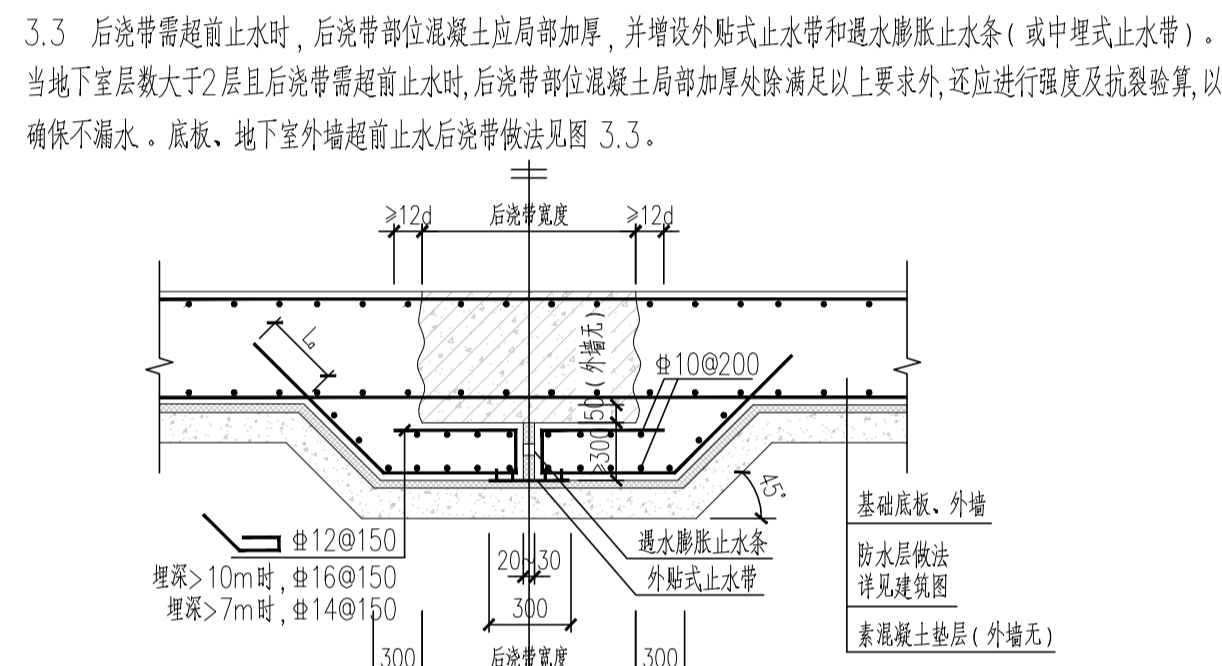 3.3 后浇带需超前止水时，后浇带部位混凝土应局部加厚，并增设外贴式止水带和遇水膨胀止水条(或中埋式止水带)。
当地下室层数大于2层且后浇带需超前止水时,后浇带部位混凝土局部加厚处除满足以上要求外,还应进行强度及抗裂验算,以
确保不漏水。底板、地下室外墙超前止水后浇带做法见图 3.3。
≥12d 后浇带宽度 ≥12d
La
50(外墙无)
≥300
Φ10@200
45°
Φ12@150
埋深>10m时,Φ16@150
埋深>7m时,Φ14@150
20~30
300
遇水膨胀止水条
外贴式止水带
基础底板、外墙
防水层做法
详见建筑图
素混凝土垫层(外墙无)
300 后浇带宽度 300